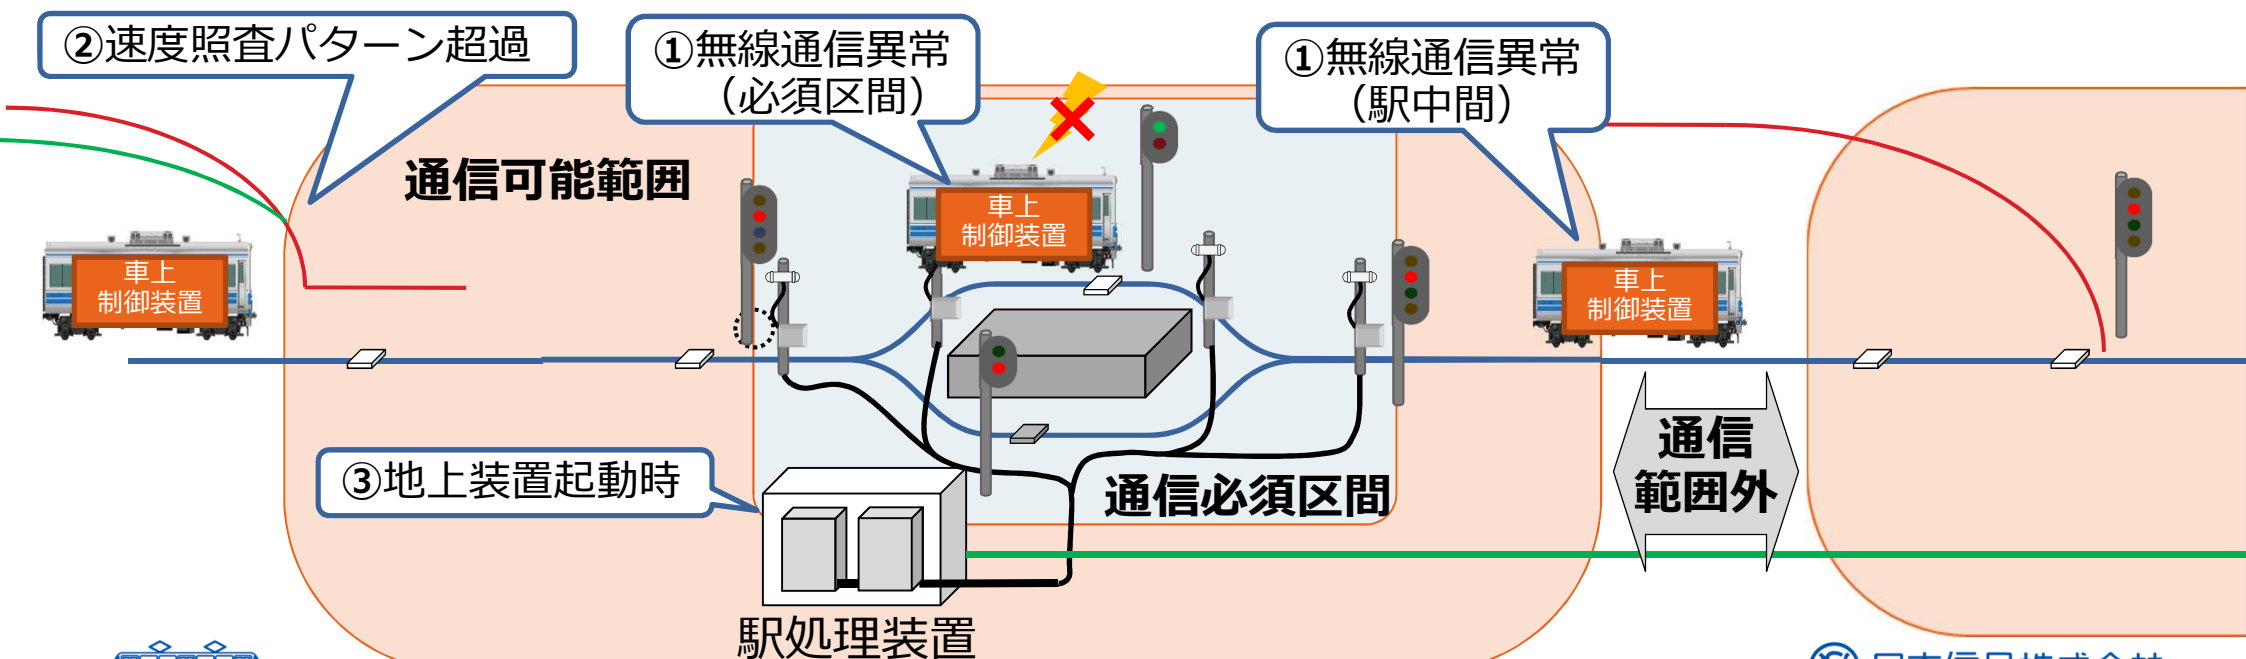 ②速度照査パターン超過
①無線通信異常
（必須区間）
①無線通信異常
（駅中間）
通信可能範囲
車上
制御装置
車上
制御装置
車上
制御装置
通信
範囲外
③地上装置起動時
通信必須区間
駅処理装置